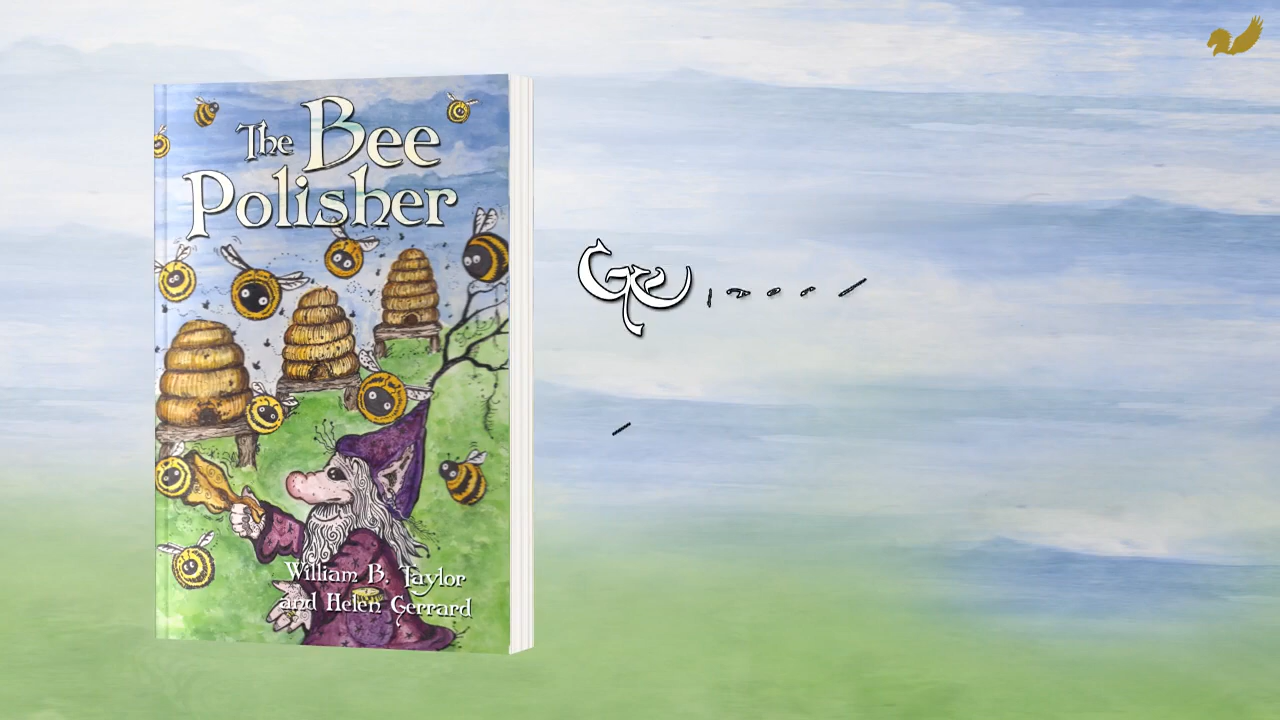 The Bee
Polisher
William B. Taylor
and Helen Gerrard